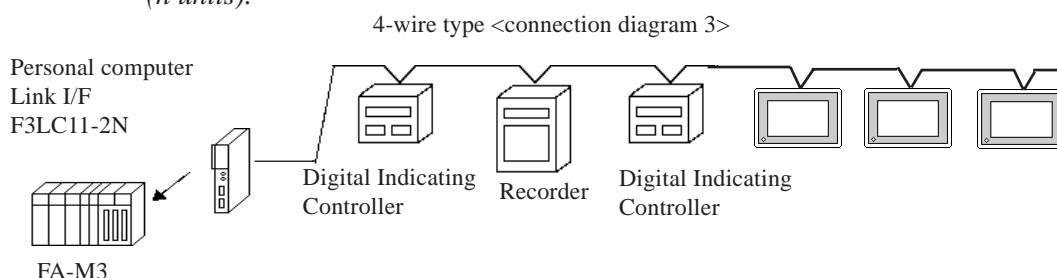 (n units).
4-wire type <connection diagram 3>
Personal computer
Link I/F
F3LC11-2N
Digital Indicating
Controller
Recorder
Digital Indicating
Controller
FA-M3